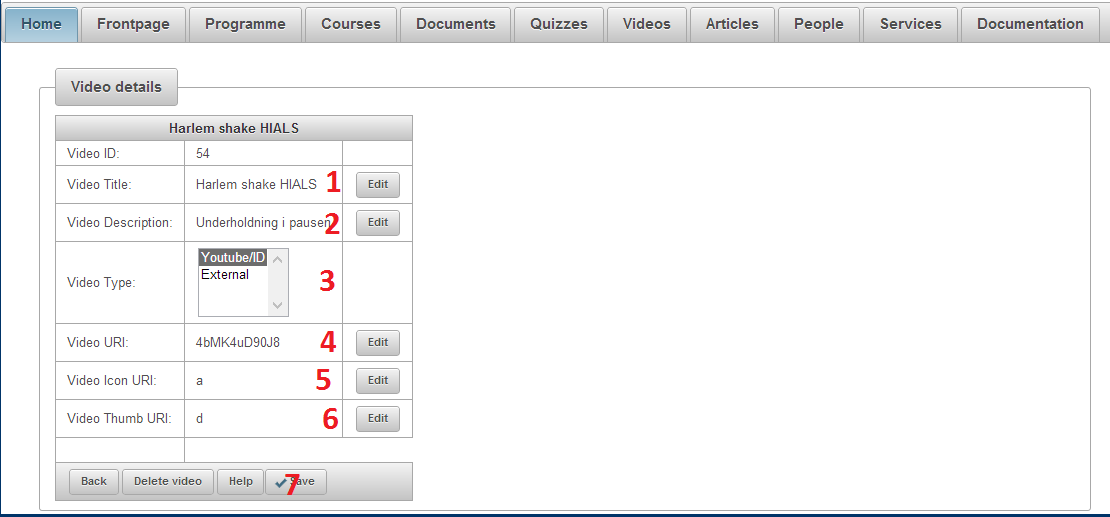 Home Frontpage Programme Courses Documents Quizzes Videos Articles People Services Documentation
Video details
Harlem shake HIALS
Video ID: 54
Video Title: Harlem shake HIALS 1 Edit
Video Description: Underholdning i pausen 2 Edit
Youtube/ID
External
Video Type: 3
Video URI: 4bMK4uD90J8 4 Edit
Video Icon URI: a 5 Edit
Video Thumb URI: d 6 Edit
Back Delete video Help Save 7